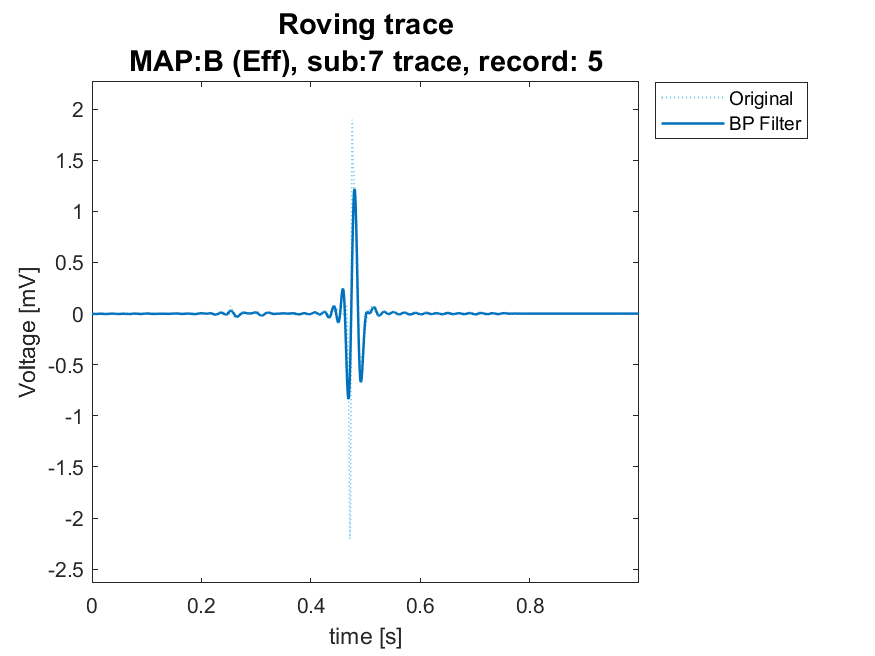 Roving trace
MAP:B (Eff), sub:7 trace, record: 5
Original
BP Filter
2
1.5
1
0.5
0
-0.5
-1
-1.5
-2
-2.5
Voltage [mV]
0
0.2
0.4
0.6
0.8
time [s]